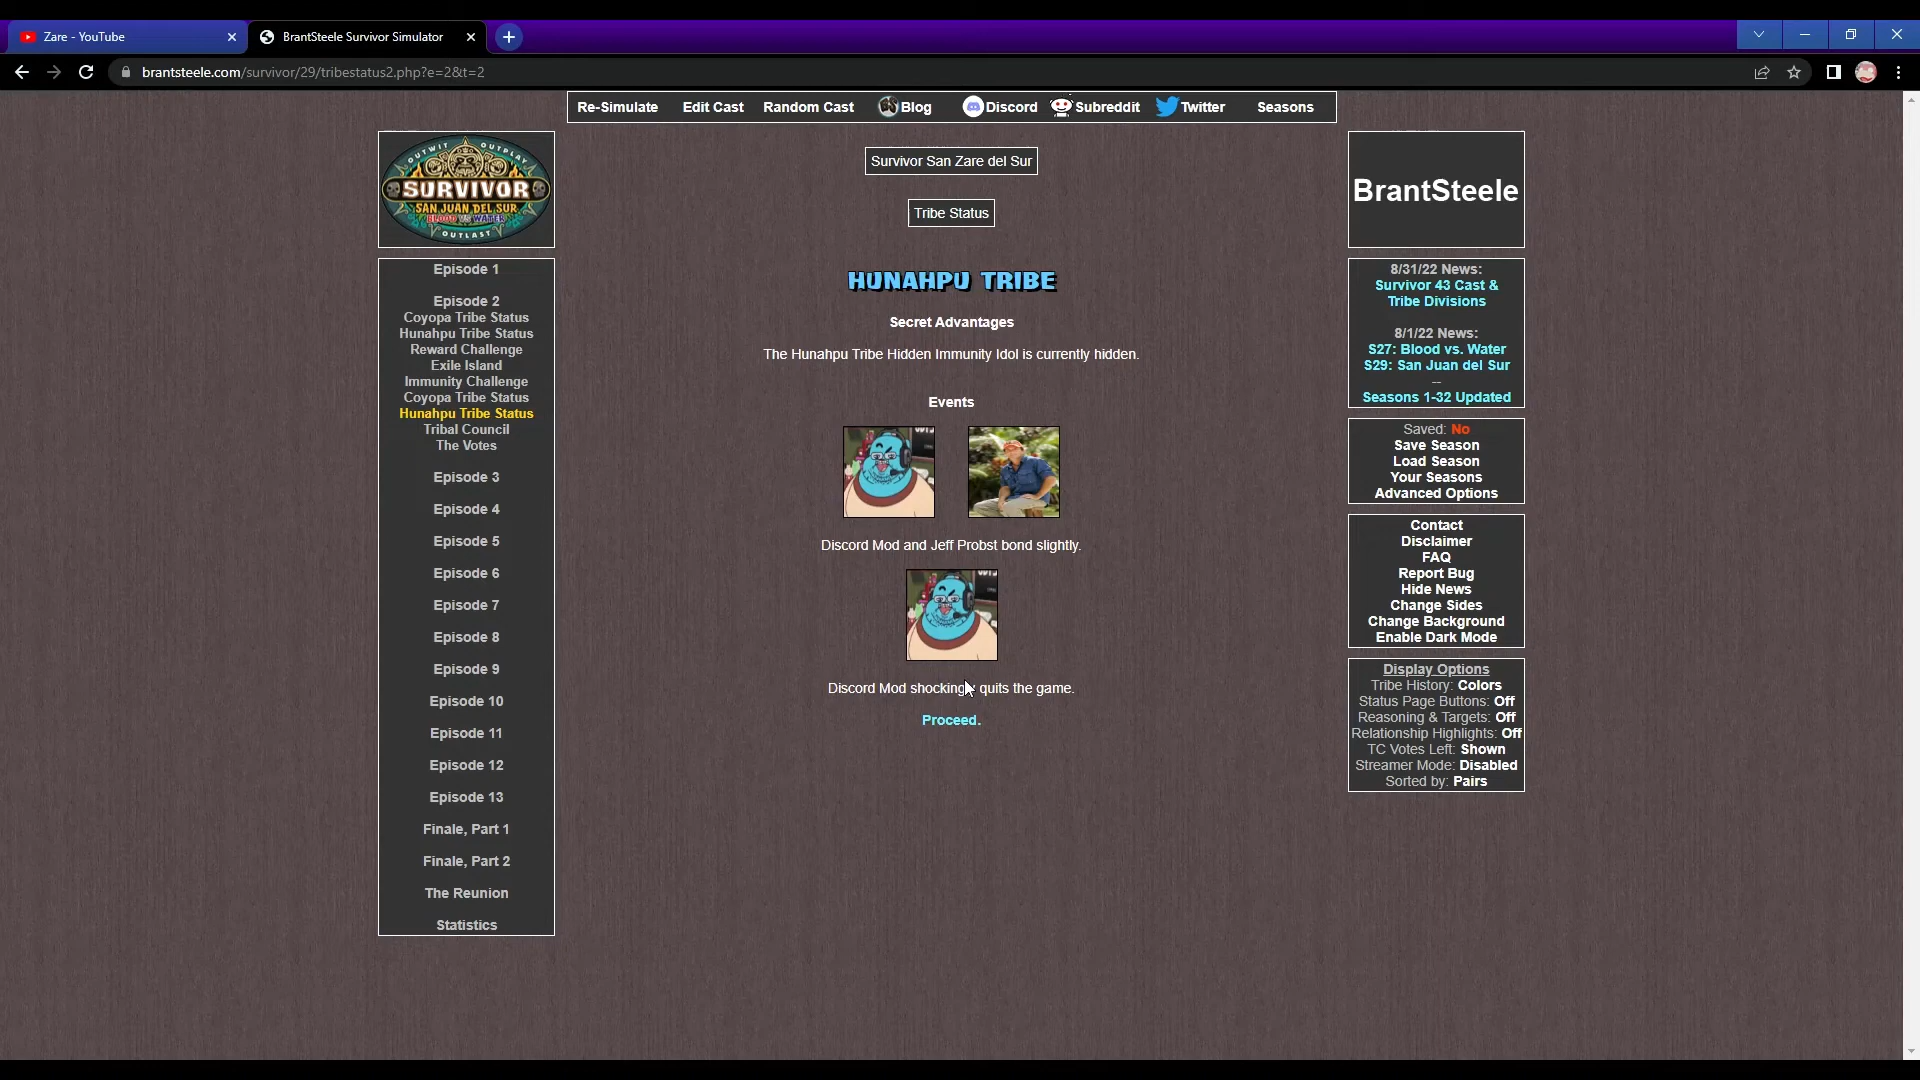 Zare - YouTube
BrantSteele Survivor Simulator
brantsteele.com/survivor/29/tribestatus2.php?e=2&t=2
Re-Simulate Edit Cast Random Cast Blog Discord Subreddit Twitter Seasons
OUTWIT OUTPLAY
SURVIVOR
SAN JUAN DEL SUR
BLOOD VS WATER
OUTLAST
Episode 1
Episode 2
Coyopa Tribe Status
Hunahpu Tribe Status
Reward Challenge
Exile Island
Immunity Challenge
Coyopa Tribe Status
Hunahpu Tribe Status
Tribal Council
The Votes
Episode 3
Episode 4
Episode 5
Episode 6
Episode 7
Episode 8
Episode 9
Episode 10
Episode 11
Episode 12
Episode 13
Finale, Part 1
Finale, Part 2
The Reunion
Statistics
Survivor San Zare del Sur
Tribe Status
HUNAHPU TRIBE
Secret Advantages
The Hunahpu Tribe Hidden Immunity Idol is currently hidden.
Events
Discord Mod and Jeff Probst bond slightly.
Discord Mod shockingly quits the game.
Proceed.
BrantSteele
8/31/22 News:
Survivor 43 Cast &
Tribe Divisions
8/1/22 News:
S27: Blood vs. Water
S29: San Juan del Sur
--
Seasons 1-32 Updated
Saved: No
Save Season
Load Season
Your Seasons
Advanced Options
Contact
Disclaimer
FAQ
Report Bug
Hide News
Change Sides
Change Background
Enable Dark Mode
Display Options
Tribe History: Colors
Status Page Buttons: Off
Reasoning & Targets: Off
Relationship Highlights: Off
TC Votes Left: Shown
Streamer Mode: Disabled
Sorted by: Pairs